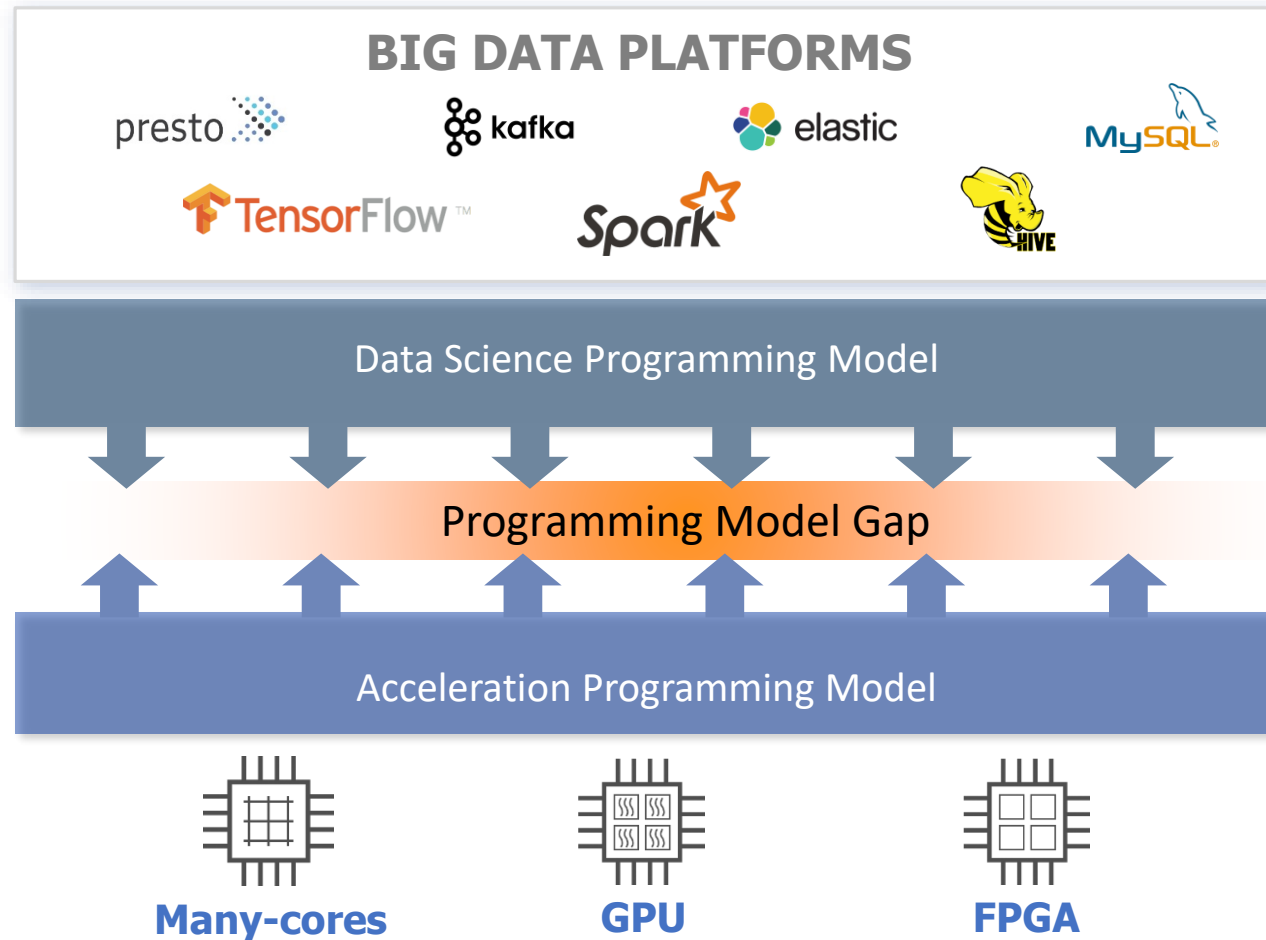 BIG DATA PLATFORMS
presto kafka elastic MySQL®
TensorFlow™ Spark HIVE
Data Science Programming Model
Programming Model Gap
Acceleration Programming Model
Many-cores GPU FPGA